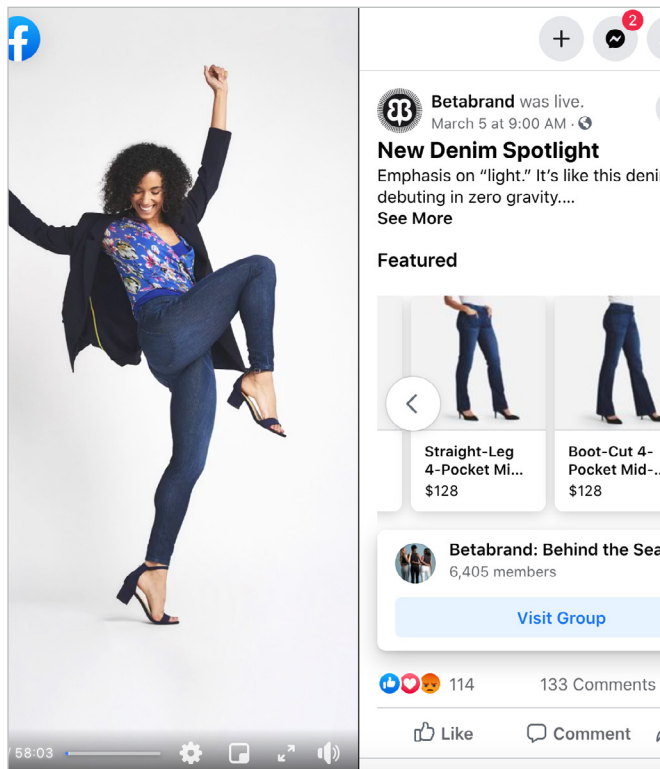 f
2
Betabrand was live.
March 5 at 9:00 AM ·
New Denim Spotlight
Emphasis on “light.” It’s like this deni
debuting in zero gravity....
See More
Featured
Straight-Leg
4-Pocket Mi...
$128
Boot-Cut 4-
Pocket Mid-..
$128
Betabrand: Behind the Sea
6,405 members
Visit Group
114
133 Comments
Like
Comment
/ 58:03